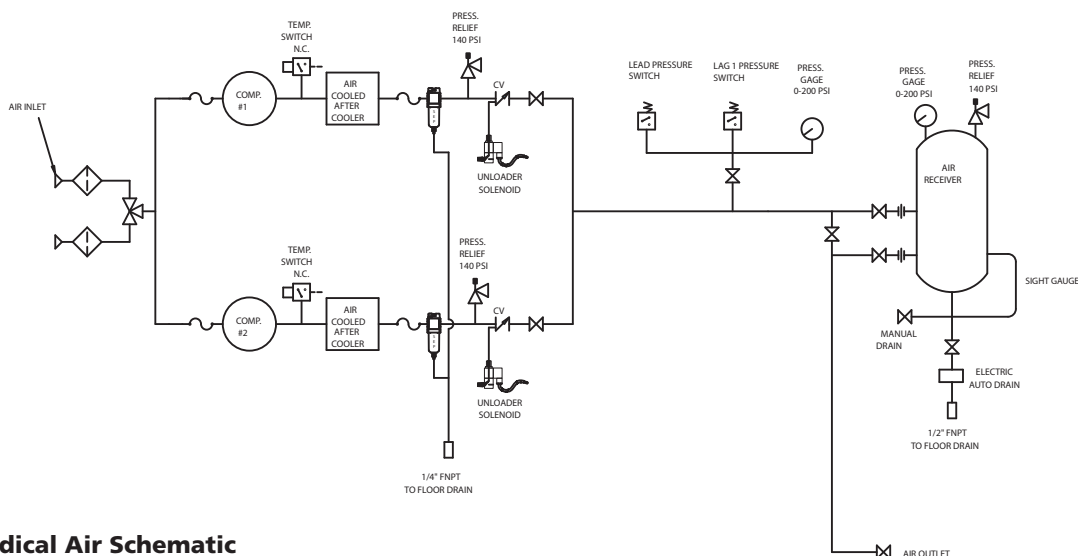 PRESS.
RELIEF
140 PSI
TEMP.
SWITCH
N.C.
AIR INLET
COMP.
#1
AIR
COOLED
AFTER
COOLER
CV
UNLOADER
SOLENOID
LEAD PRESSURE
SWITCH
LAG 1 PRESSURE
SWITCH
PRESS.
GAGE
0-200 PSI
PRESS.
GAGE
0-200 PSI
PRESS.
RELIEF
140 PSI
AIR
RECEIVER
SIGHT GAUGE
MANUAL
DRAIN
ELECTRIC
AUTO DRAIN
1/2" FNPT
TO FLOOR DRAIN
TEMP.
SWITCH
N.C.
PRESS.
RELIEF
140 PSI
COMP.
#2
AIR
COOLED
AFTER
COOLER
CV
UNLOADER
SOLENOID
1/4" FNPT
TO FLOOR DRAIN
AIR OUTLET
dical Air Schematic